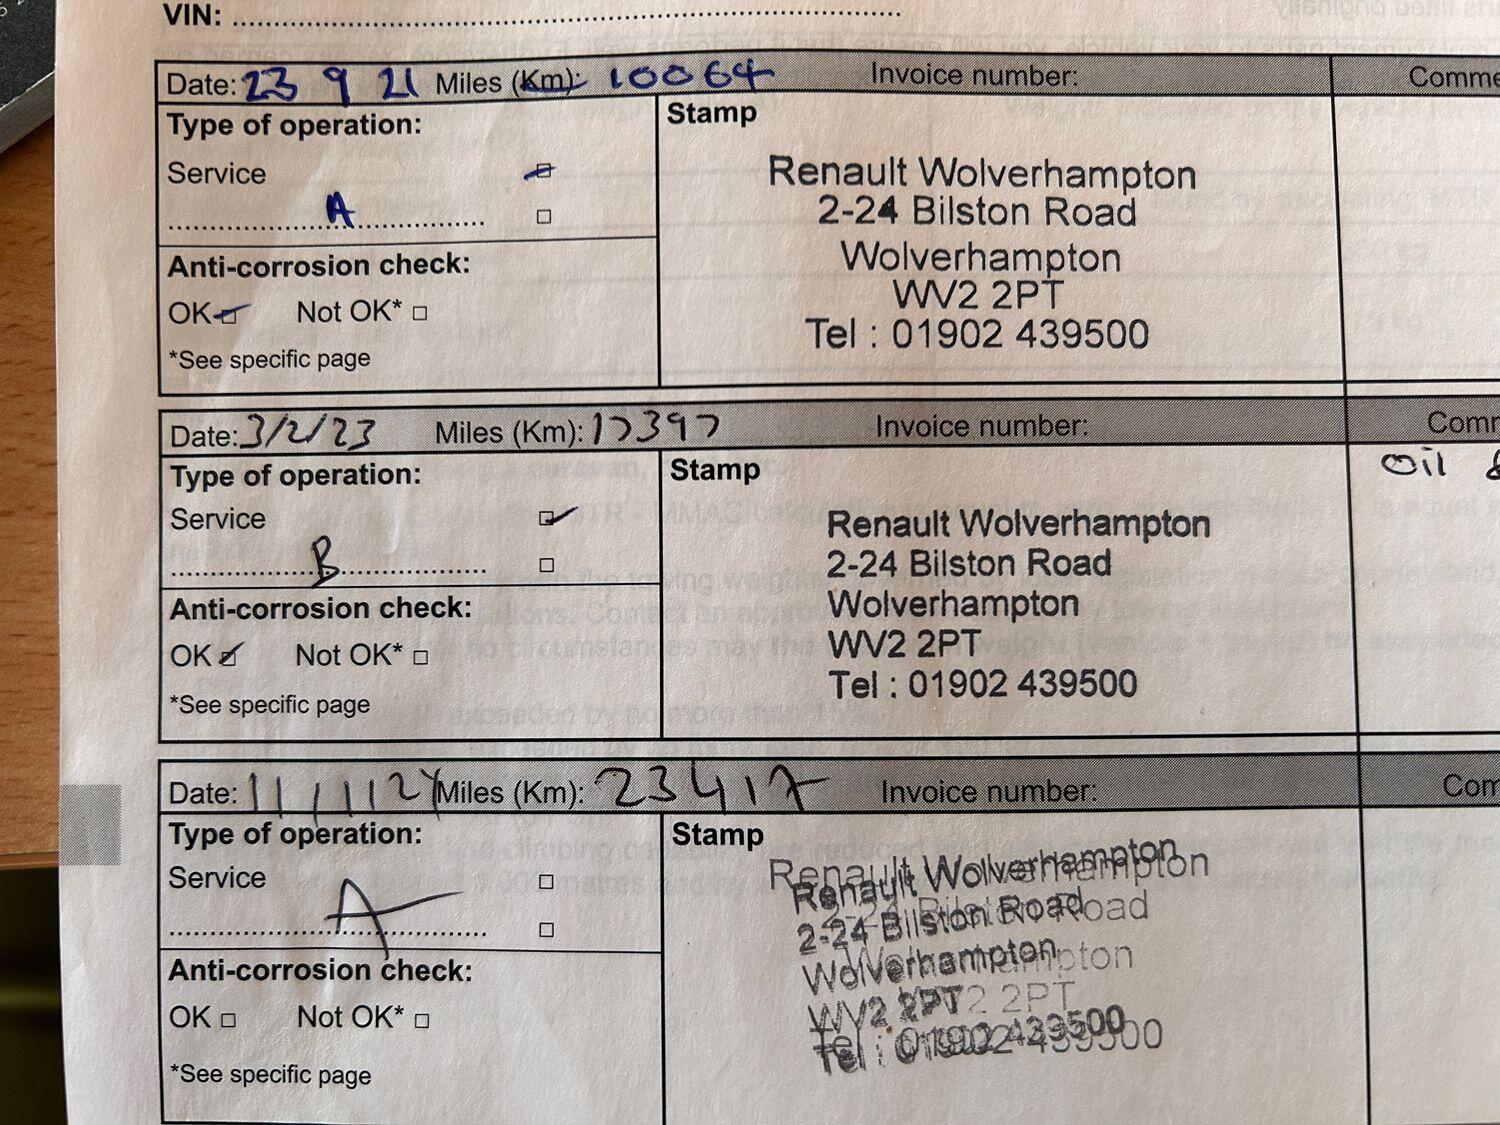 VIN: ........................................................................
Date: 23 9 21 Miles (Km): 10064 Invoice number:
Type of operation:
Stamp
Service
A
Renault Wolverhampton
2-24 Bilston Road
Wolverhampton
WV2 2PT
Tel : 01902 439500
Anti-corrosion check:
OK Not OK*
*See specific page
Date: 3/2/23 Miles (Km): 17397 Invoice number:
Type of operation:
Stamp
Oil &
Service
B
Renault Wolverhampton
2-24 Bilston Road
Wolverhampton
WV2 2PT
Tel : 01902 439500
Anti-corrosion check:
OK Not OK*
*See specific page
Date: 11/1/24 Miles (Km): 23417 Invoice number:
Type of operation:
Stamp
Service
A
Renault Wolverhampton
2-24 Bilston Road
Wolverhampton
WV2 2PT
Tel : 01902 439500
Anti-corrosion check:
OK Not OK*
*See specific page